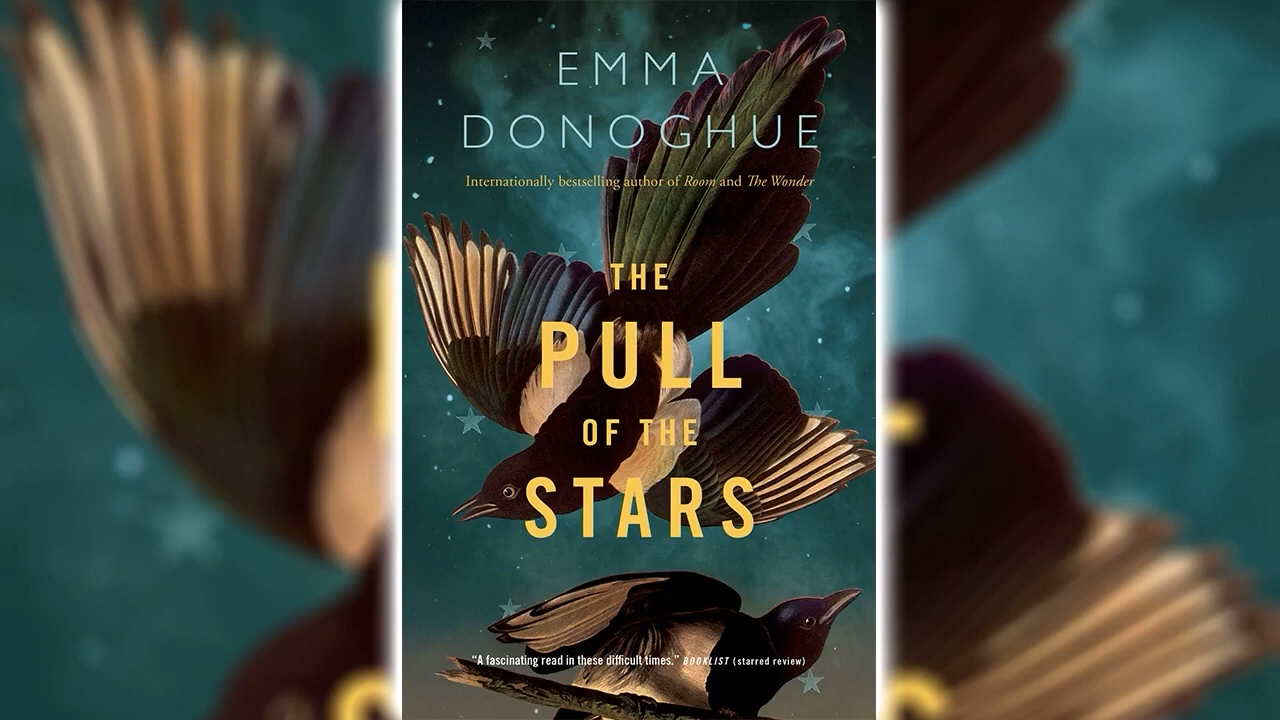 EMMA
DONOGHUE
Internationally bestselling author of Room and The Wonder
THE
PULL
OF THE
STARS
“A fascinating read in these difficult times.” BOOKLIST (starred review)